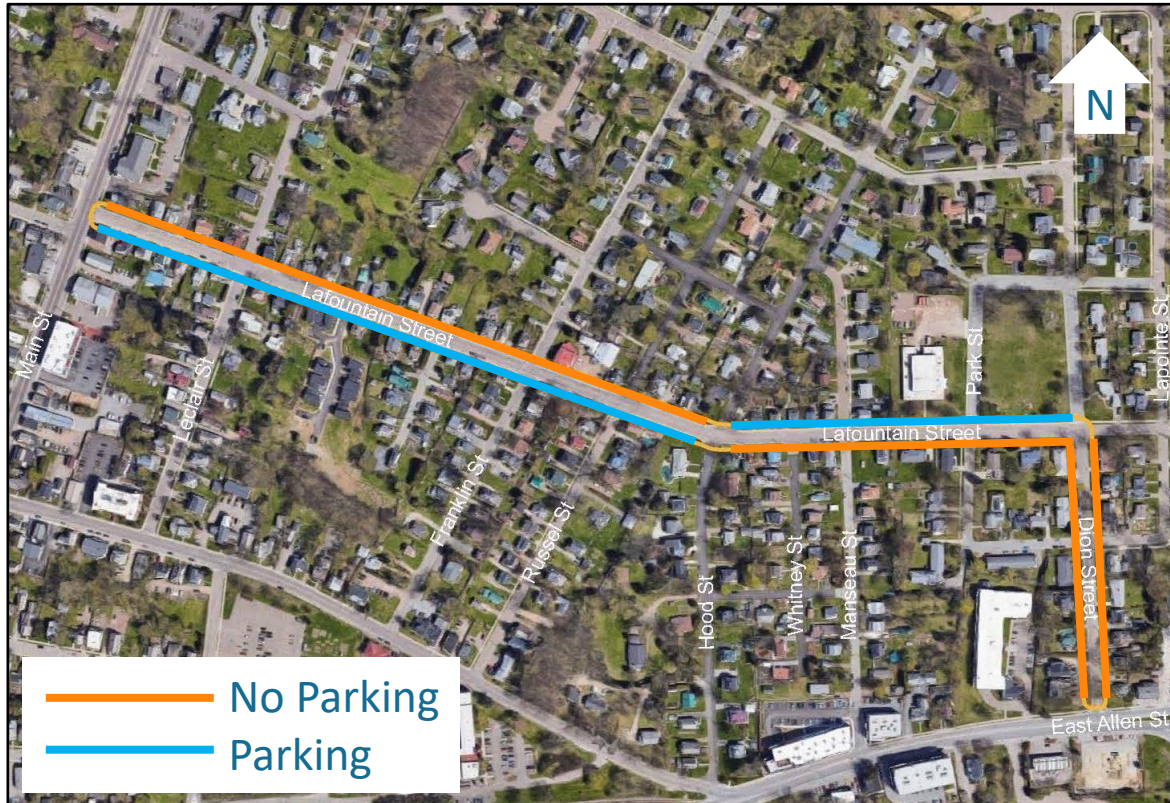 N
Lafountain Street
Main St
Leclair St
Franklin St
Russel St
Hood St
Whitney St
Manseau St
Park St
Lapointe St
Lafountain Street
Dion Street
East Allen St
No Parking
Parking